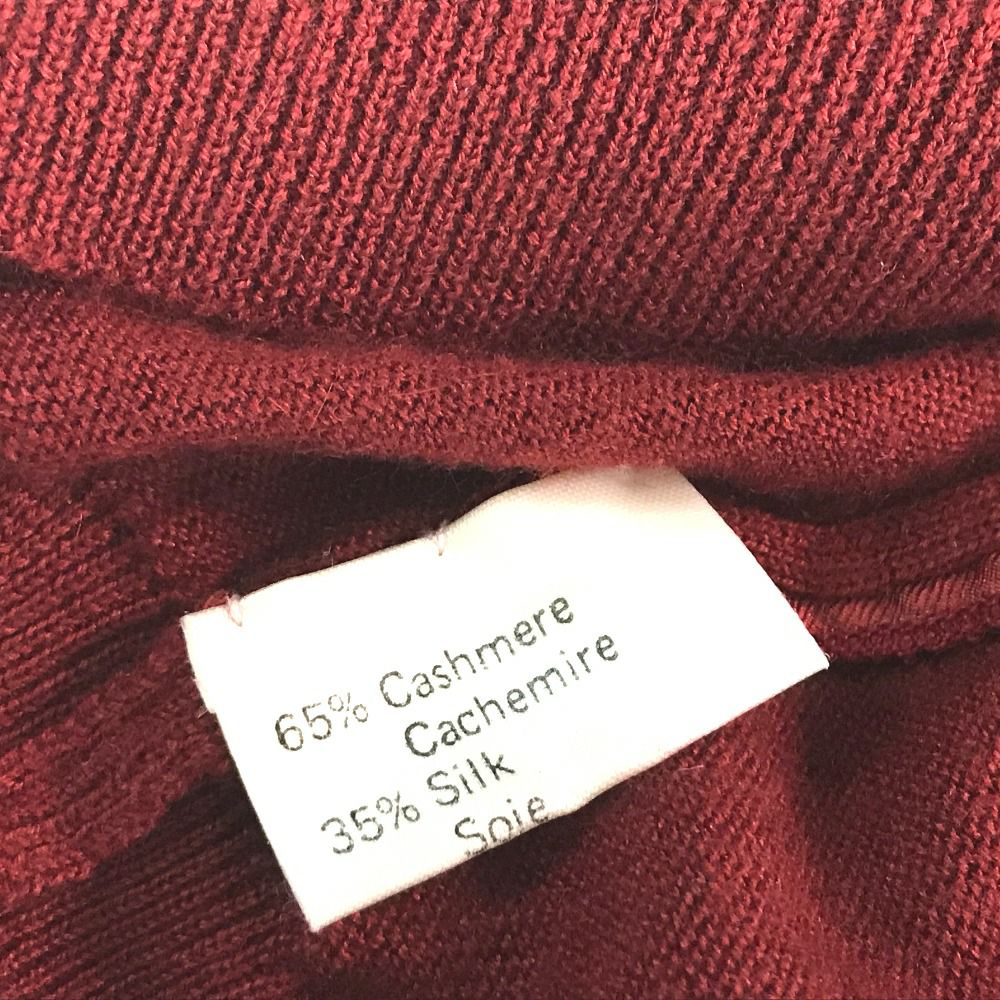 65% Cashmere
Cachemire
35% Silk
Soie